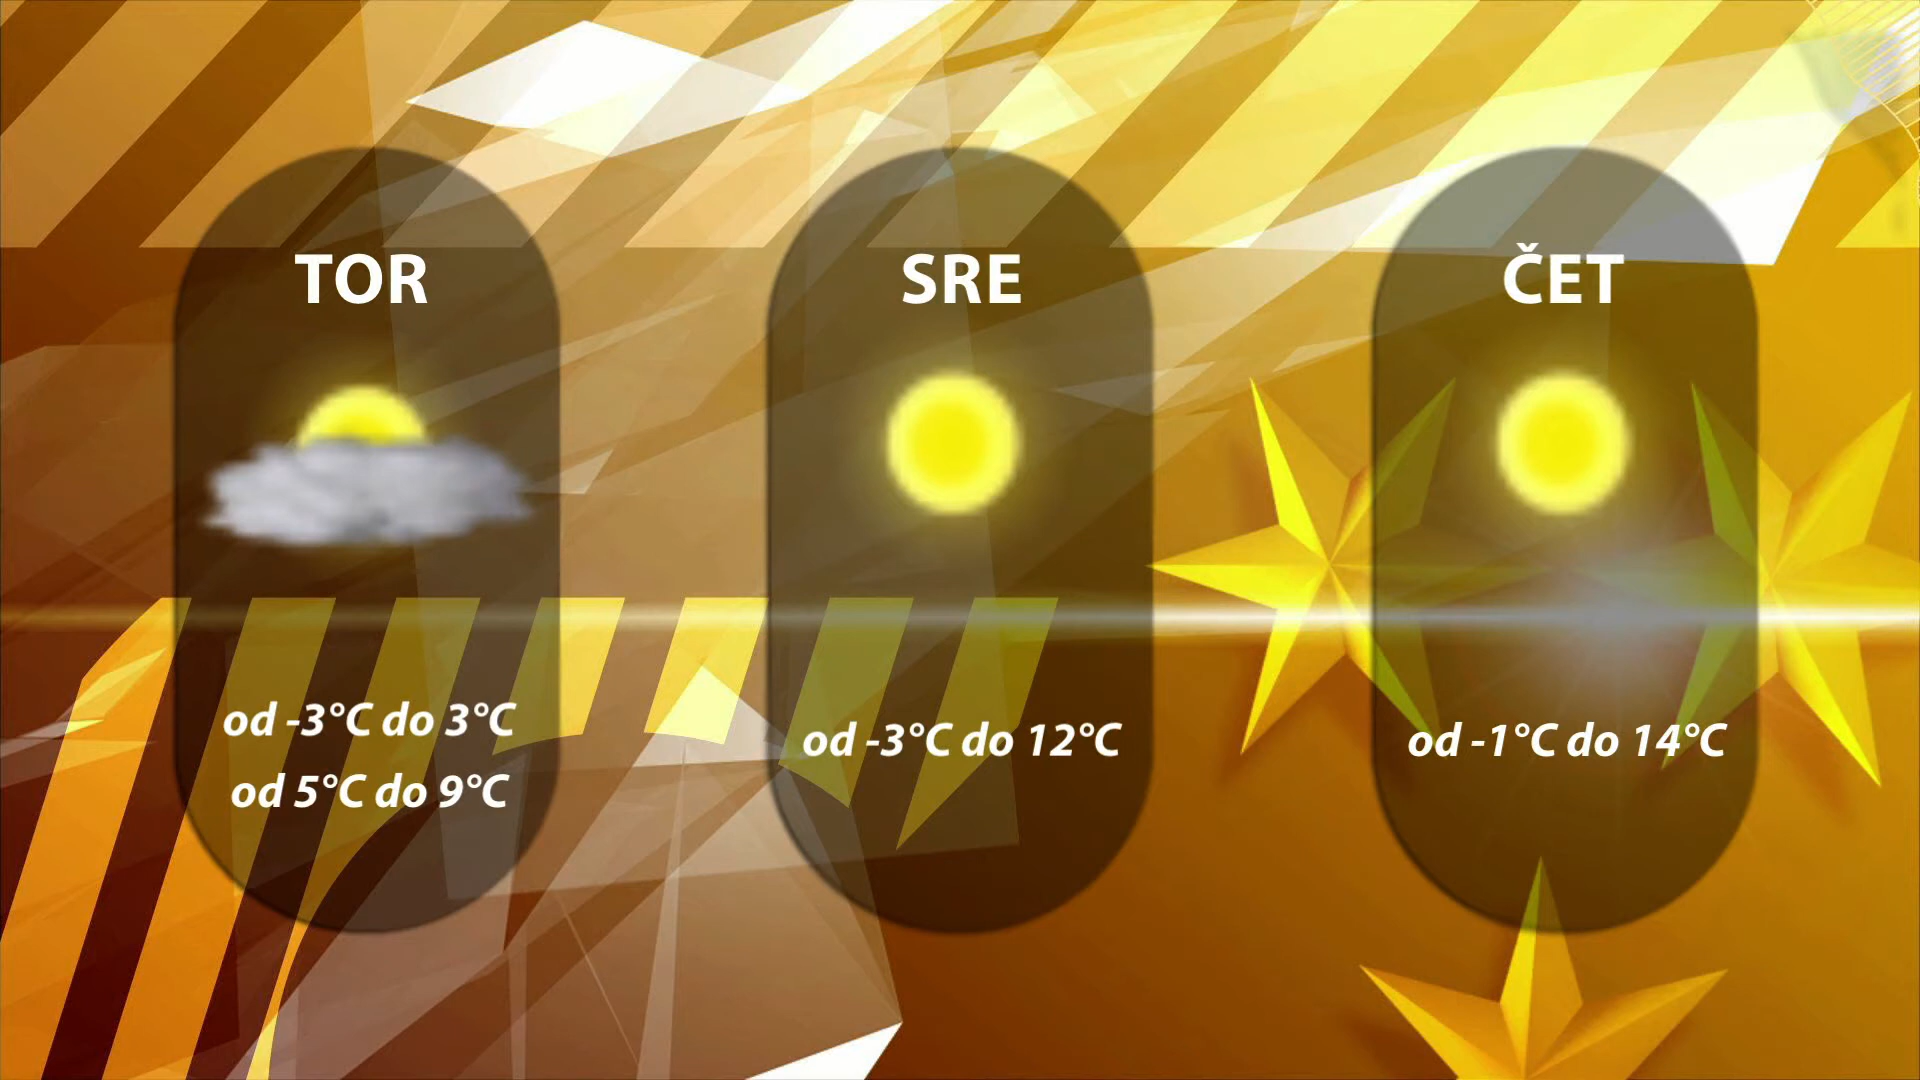 TOR
od -3°C do 3°C
od 5°C do 9°C
SRE
od -3°C do 12°C
ČET
od -1°C do 14°C